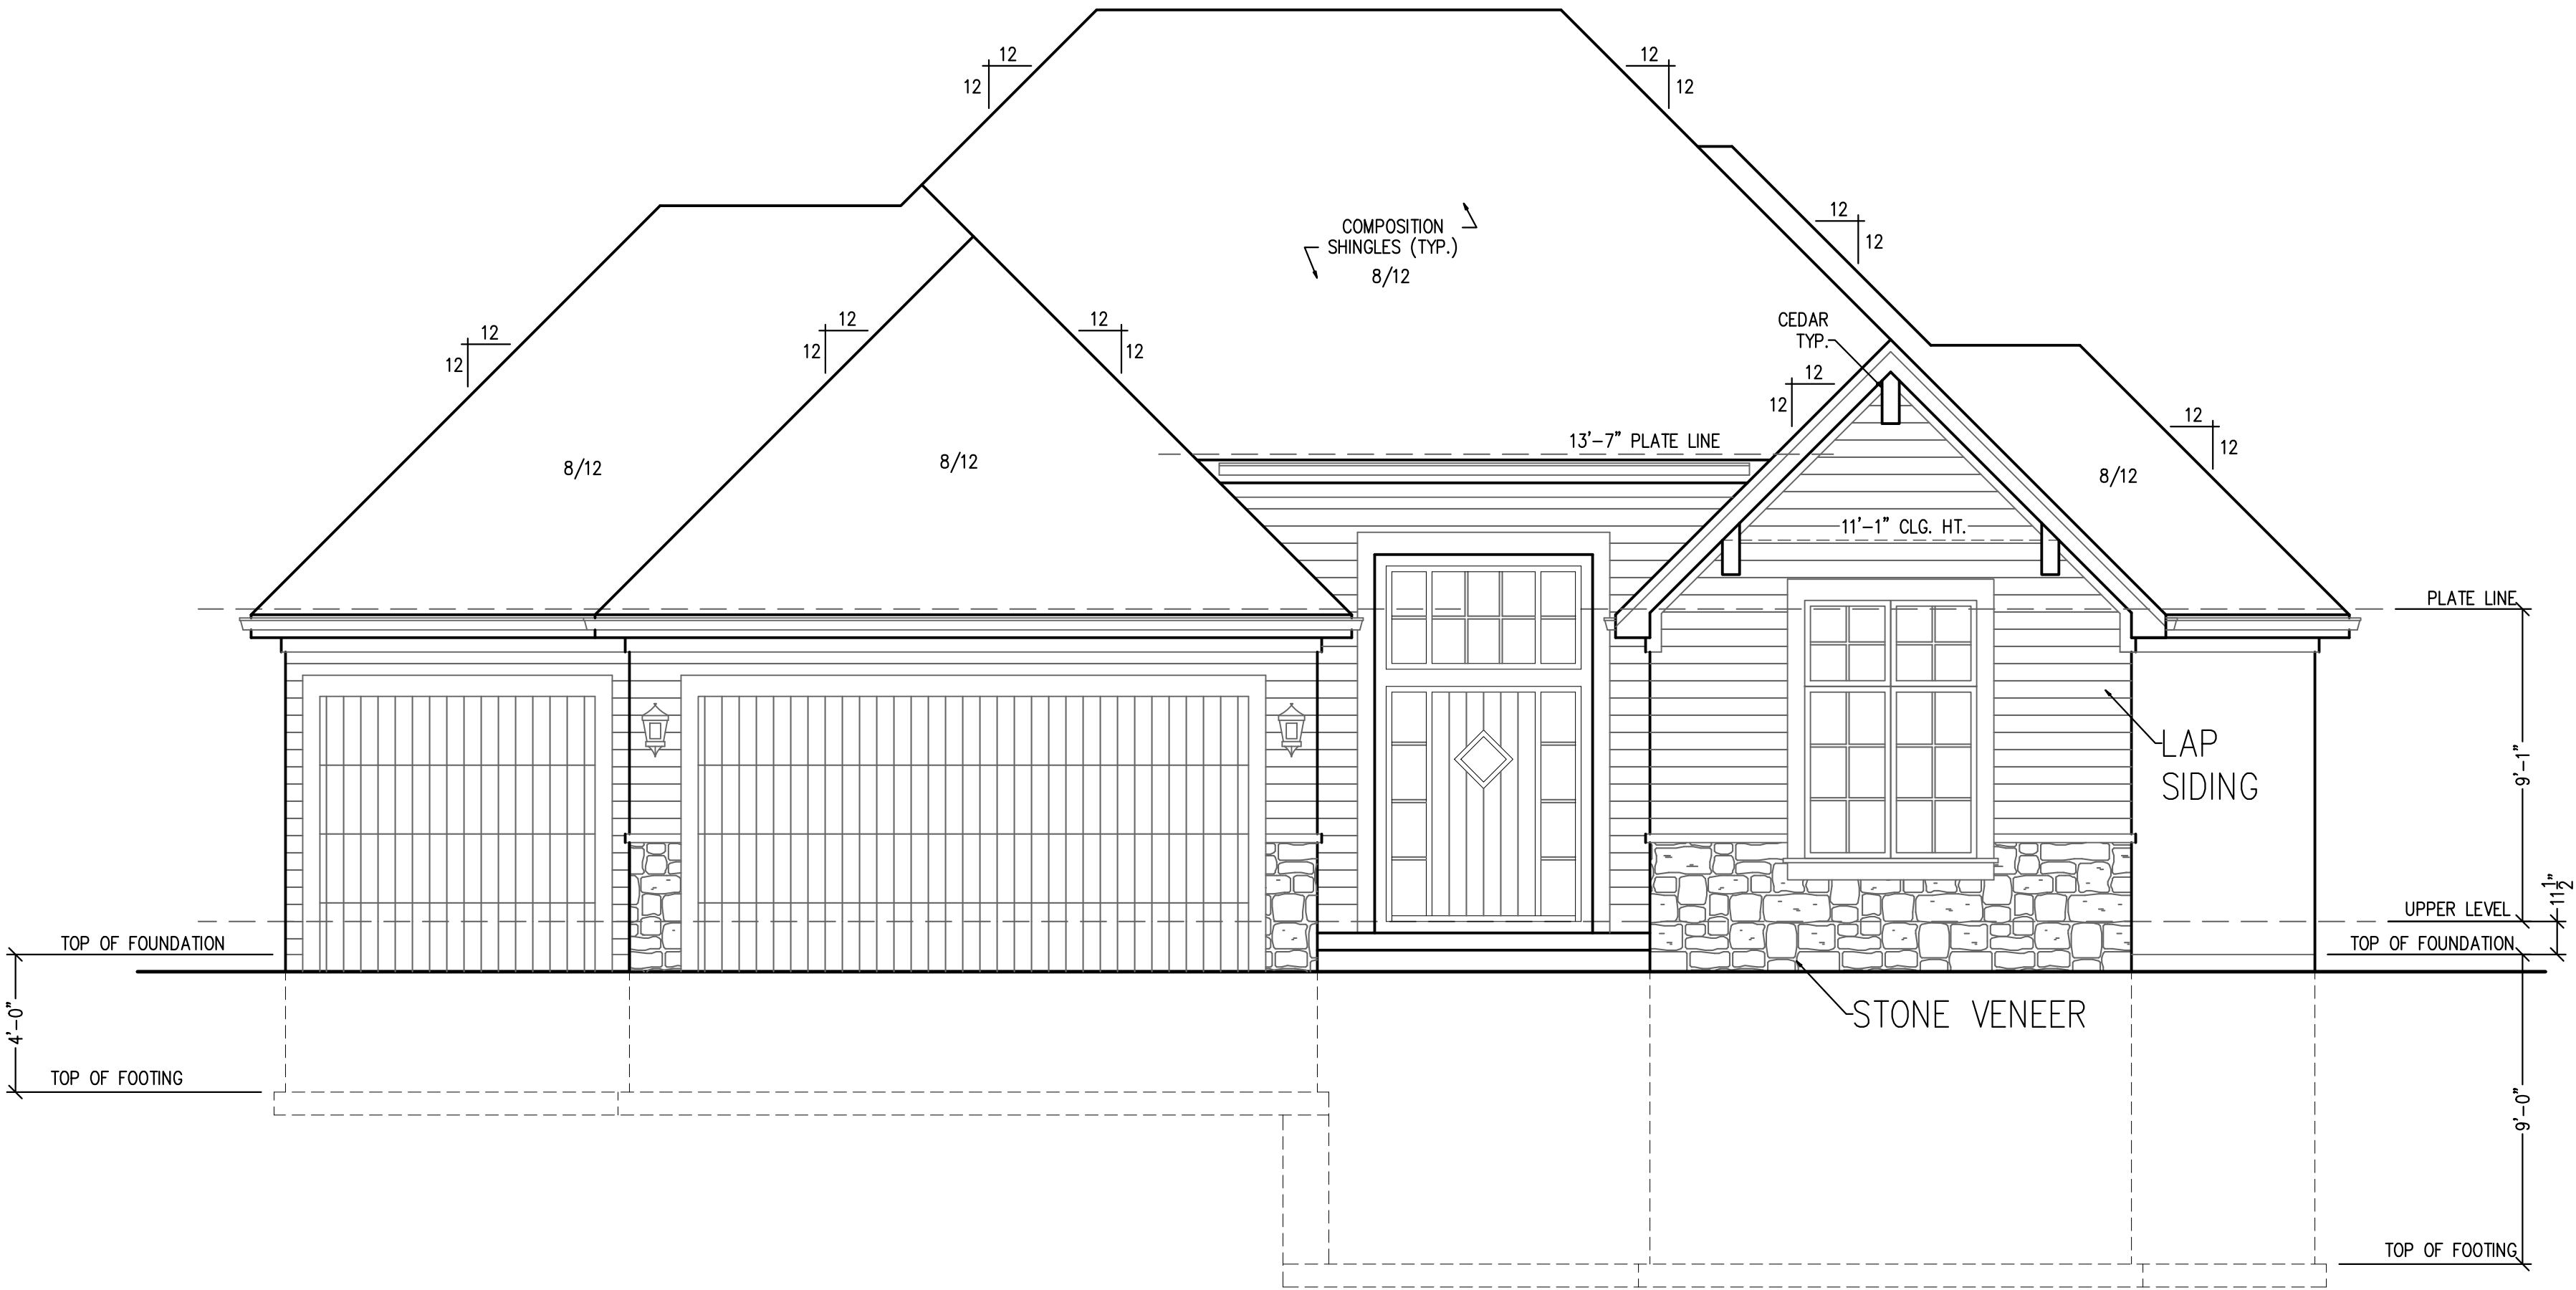 12
12
12
12
12
12
COMPOSITION
SHINGLES (TYP.)
8/12
12
12
12
12
12
12
CEDAR
TYP.
12
12
12
12
8/12
8/12
8/12
13'-7" PLATE LINE
11'-1" CLG. HT.
PLATE LINE
9'-1"
LAP
SIDING
11 1/2"
UPPER LEVEL
TOP OF FOUNDATION
TOP OF FOUNDATION
4'-0"
STONE VENEER
TOP OF FOOTING
9'-0"
TOP OF FOOTING